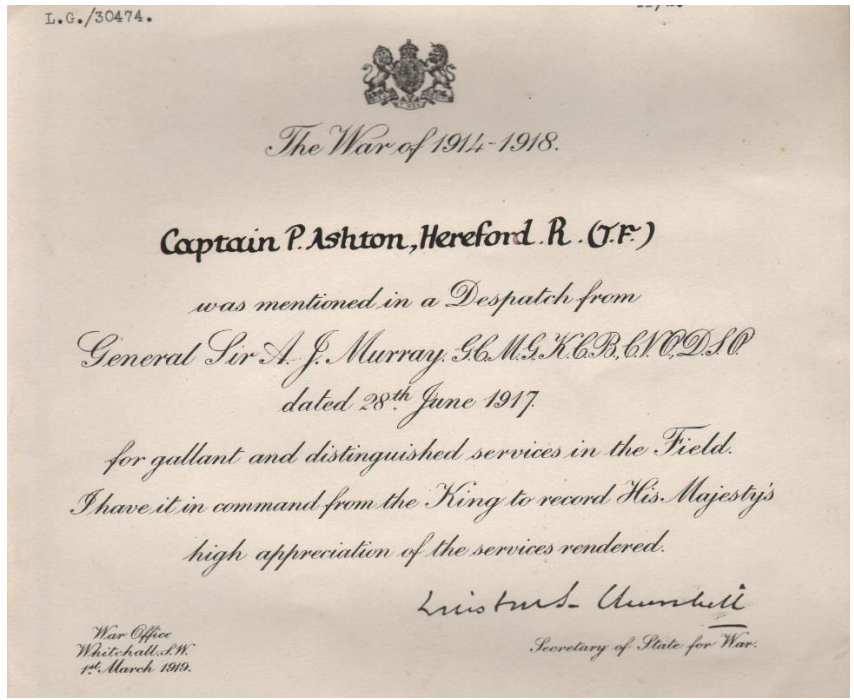 L.G./30474.
The War of 1914-1918.
Captain P. Ashton, Hereford. R. (T.F.)
was mentioned in a Despatch from
General Sir A. J. Murray, G.C.M.G. K.C.B, C.V.O, D.S.O.
dated 28th June 1917.
for gallant and distinguished services in the Field.
I have it in command from the King to record His Majesty's
high appreciation of the services rendered.
Winston S. Churchill
War Office
Whitehall. S.W.
1st March 1919.
Secretary of State for War.